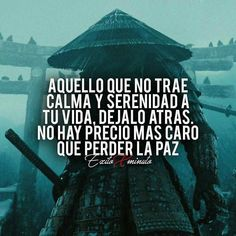 AQUELLO QUE NO TRAE
CALMA Y SERENIDAD A
TU VIDA, DEJALO ATRAS.
NO HAY PRECIO MAS CARO
QUE PERDER LA PAZ
ExitoXminuto